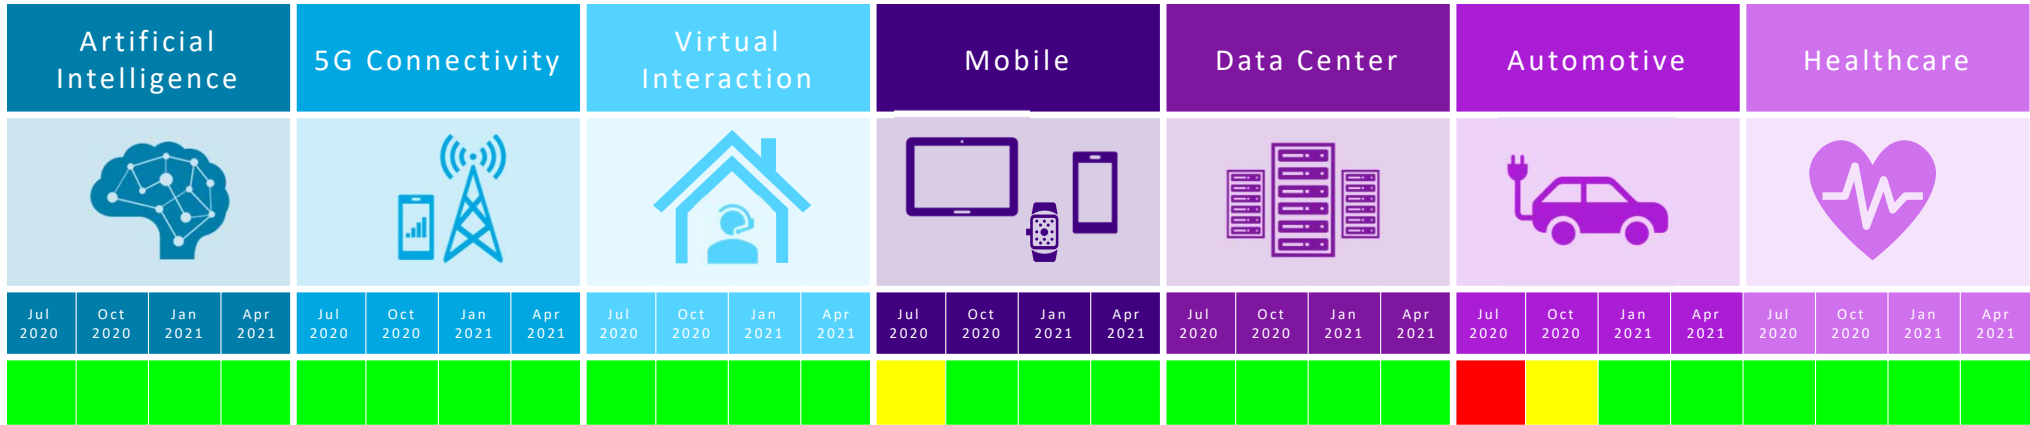 Artificial
Intelligence
5G Connectivity
Virtual
Interaction
Mobile
Data Center
Automotive
Healthcare
Jul
2020
Oct
2020
Jan
2021
Apr
2021
Jul
2020
Oct
2020
Jan
2021
Apr
2021
Jul
2020
Oct
2020
Jan
2021
Apr
2021
Jul
2020
Oct
2020
Jan
2021
Apr
2021
Jul
2020
Oct
2020
Jan
2021
Apr
2021
Jul
2020
Oct
2020
Jan
2021
Apr
2021
Jul
2020
Oct
2020
Jan
2021
Apr
2021